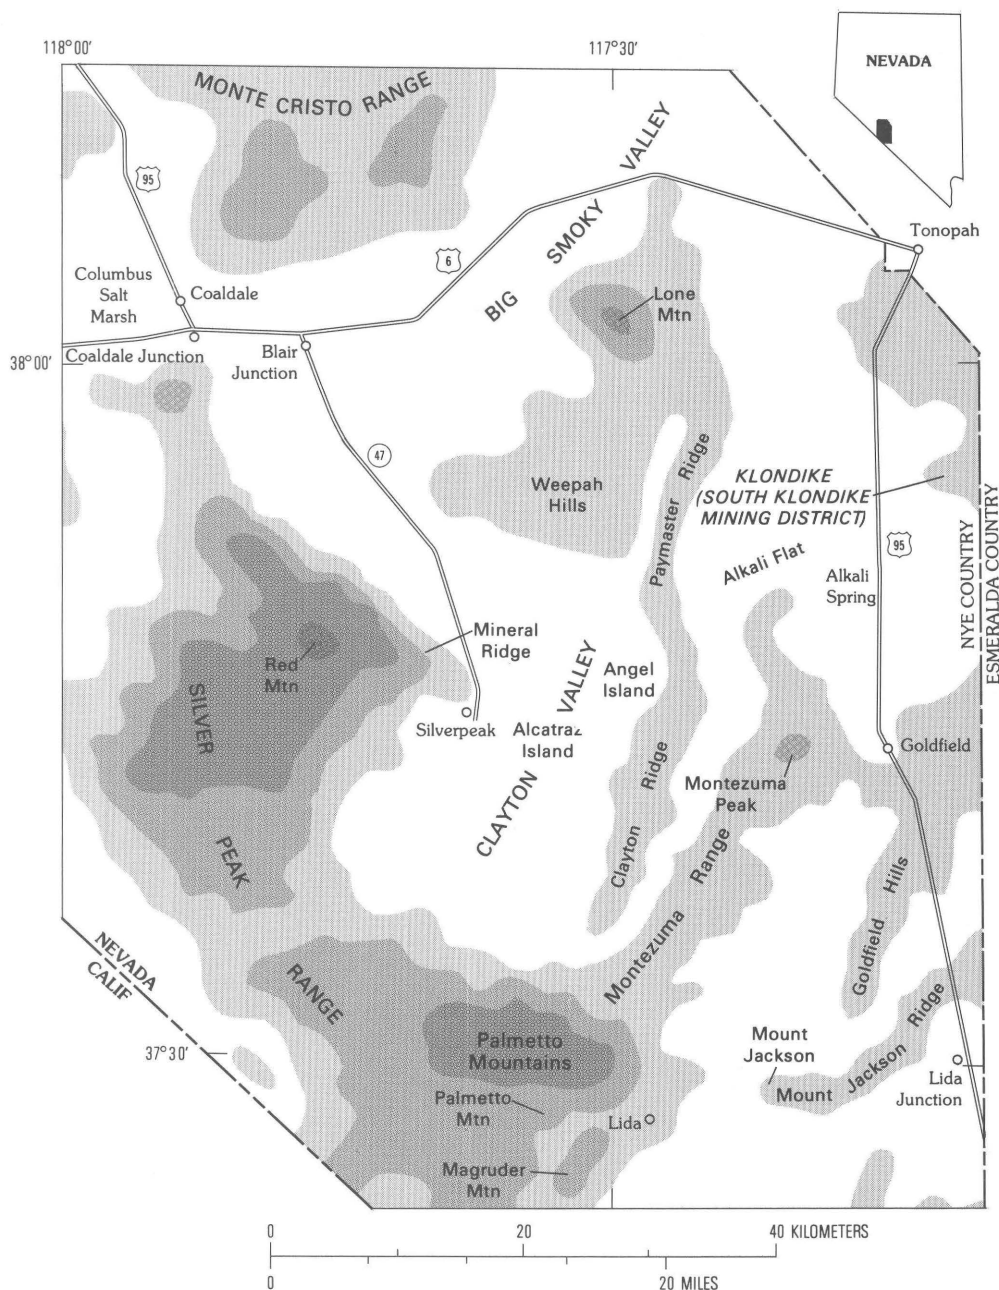 118°00′
117°30′
NEVADA
MONTE CRISTO RANGE
VALLEY
SMOKY
BIG
95
6
Tonopah
Columbus
Salt
Marsh
Coaldale
Lone
Mtn
38°00′
Coaldale Junction
Blair
Junction
47
Weepah
Hills
Paymaster Ridge
KLONDIKE
(SOUTH KLONDIKE
MINING DISTRICT)
Alkali Flat
95
Alkali
Spring
NYE COUNTRY
ESMERALDA COUNTRY
Mineral
Ridge
Red
Mtn
SILVER
PEAK
RANGE
Silverpeak
Angel
Island
Alcatraz
Island
CLAYTON VALLEY
Clayton Ridge
Goldfield
Montezuma
Peak
Montezuma Range
Goldfield Hills
NEVADA
CALIF
37°30′
Palmetto
Mountains
Palmetto
Mtn
Lida
Magruder
Mtn
Mount
Jackson
Mount Jackson Ridge
Lida
Junction
0 20 40 KILOMETERS
0 20 MILES